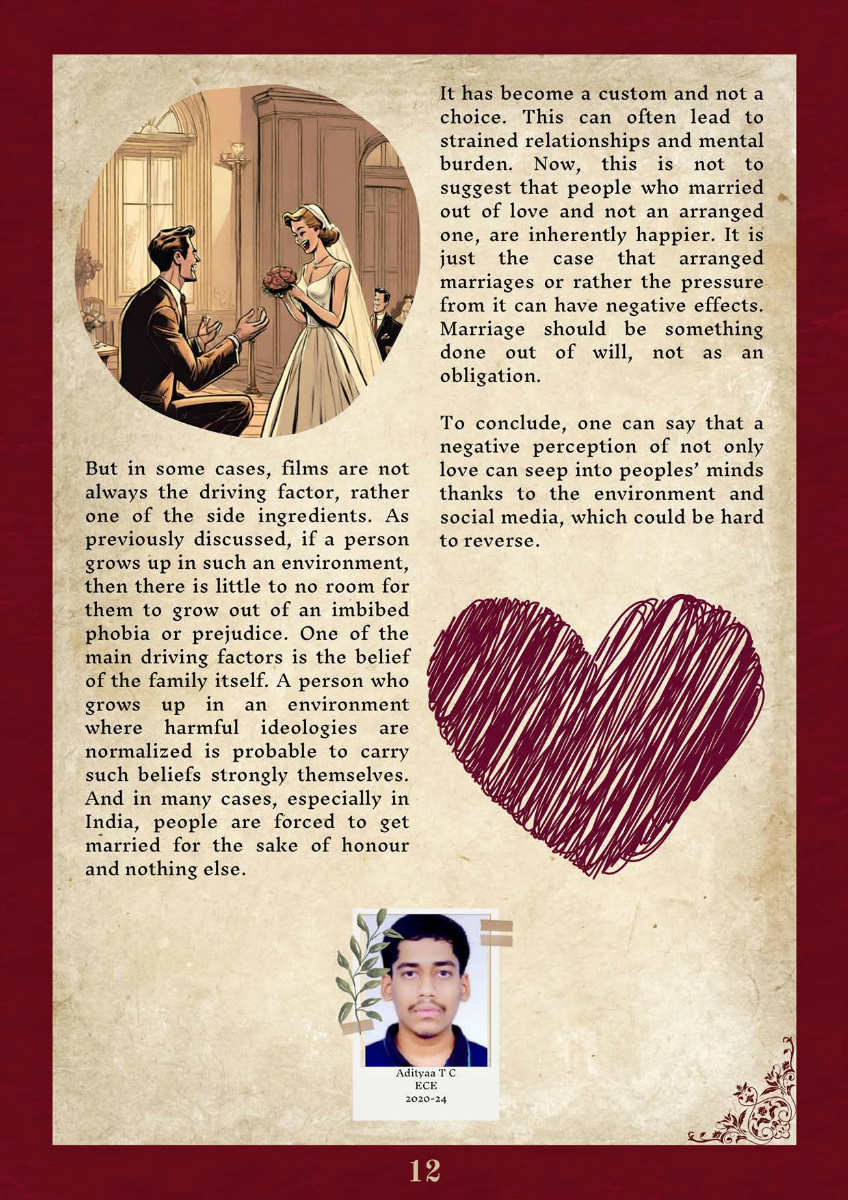 But in some cases, films are not
always the driving factor, rather
one of the side ingredients. As
previously discussed, if a person
grows up in such an environment,
then there is little to no room for
them to grow out of an imbibed
phobia or prejudice. One of the
main driving factors is the belief
of the family itself. A person who
grows up in an environment
where harmful ideologies are
normalized is probable to carry
such beliefs strongly themselves.
And in many cases, especially in
India, people are forced to get
married for the sake of honour
and nothing else.
It has become a custom and not a
choice. This can often lead to
strained relationships and mental
burden. Now, this is not to
suggest that people who married
out of love and not an arranged
one, are inherently happier. It is
just the case that arranged
marriages or rather the pressure
from it can have negative effects.
Marriage should be something
done out of will, not as an
obligation.
To conclude, one can say that a
negative perception of not only
love can seep into peoples’ minds
thanks to the environment and
social media, which could be hard
to reverse.
Adityaa T C
ECE
2020-24
12